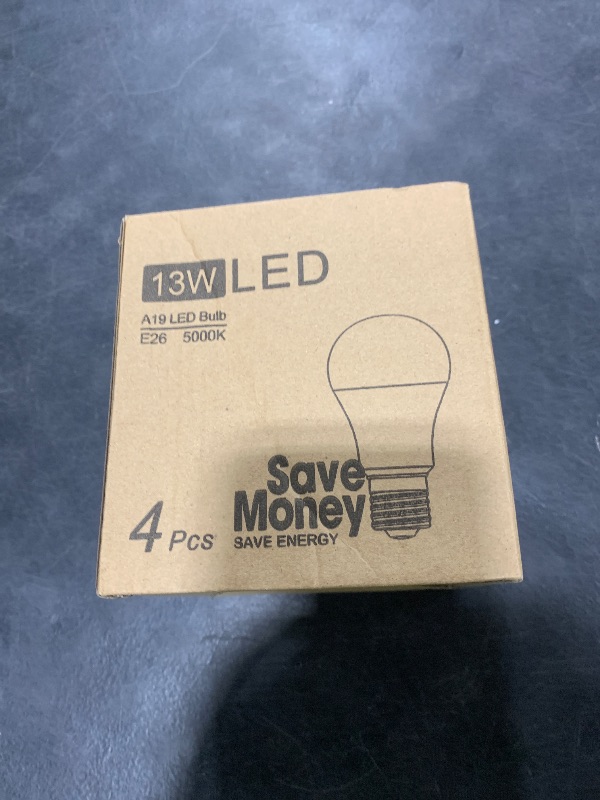 13W LED
A19 LED Bulb
E26 5000K
Save
Money
4 Pcs SAVE ENERGY